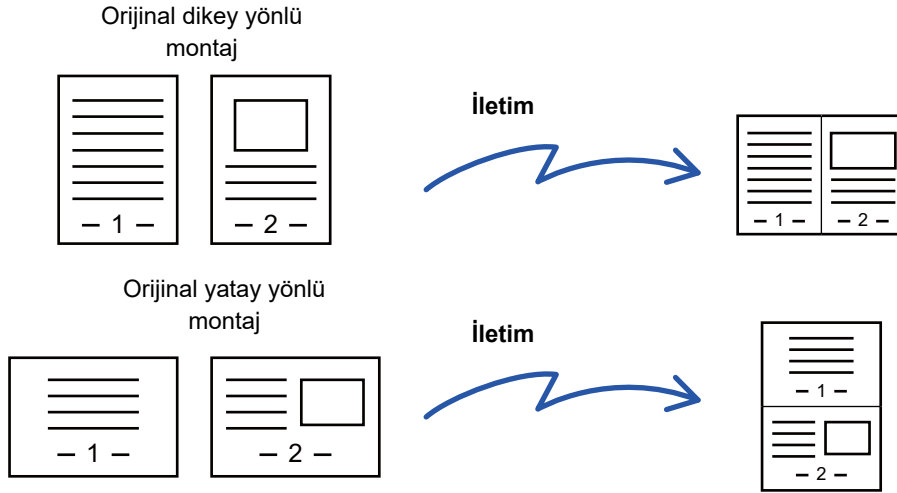 Orijinal dikey yönlü
montaj
İletim
– 1 –
– 2 –
– 1 –
– 2 –
Orijinal yatay yönlü
montaj
İletim
– 1 –
– 2 –
– 1 –
– 2 –